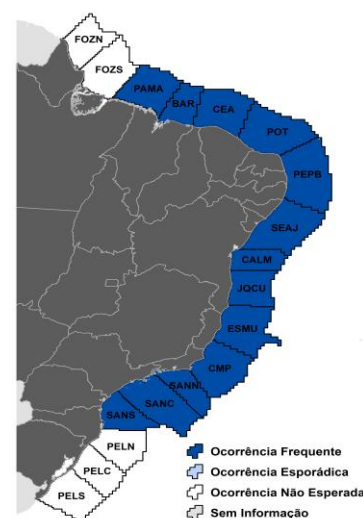 FOZN
FOZS
PAMA
BAR
CEA
POT
PEPB
SEAJ
CALM
JQCU
ESMU
CMP
SANN
SANC
SANS
PELN
PELC
PELS
Ocorrência Frequente
Ocorrência Esporádica
Ocorrência Não Esperada
Sem Informação